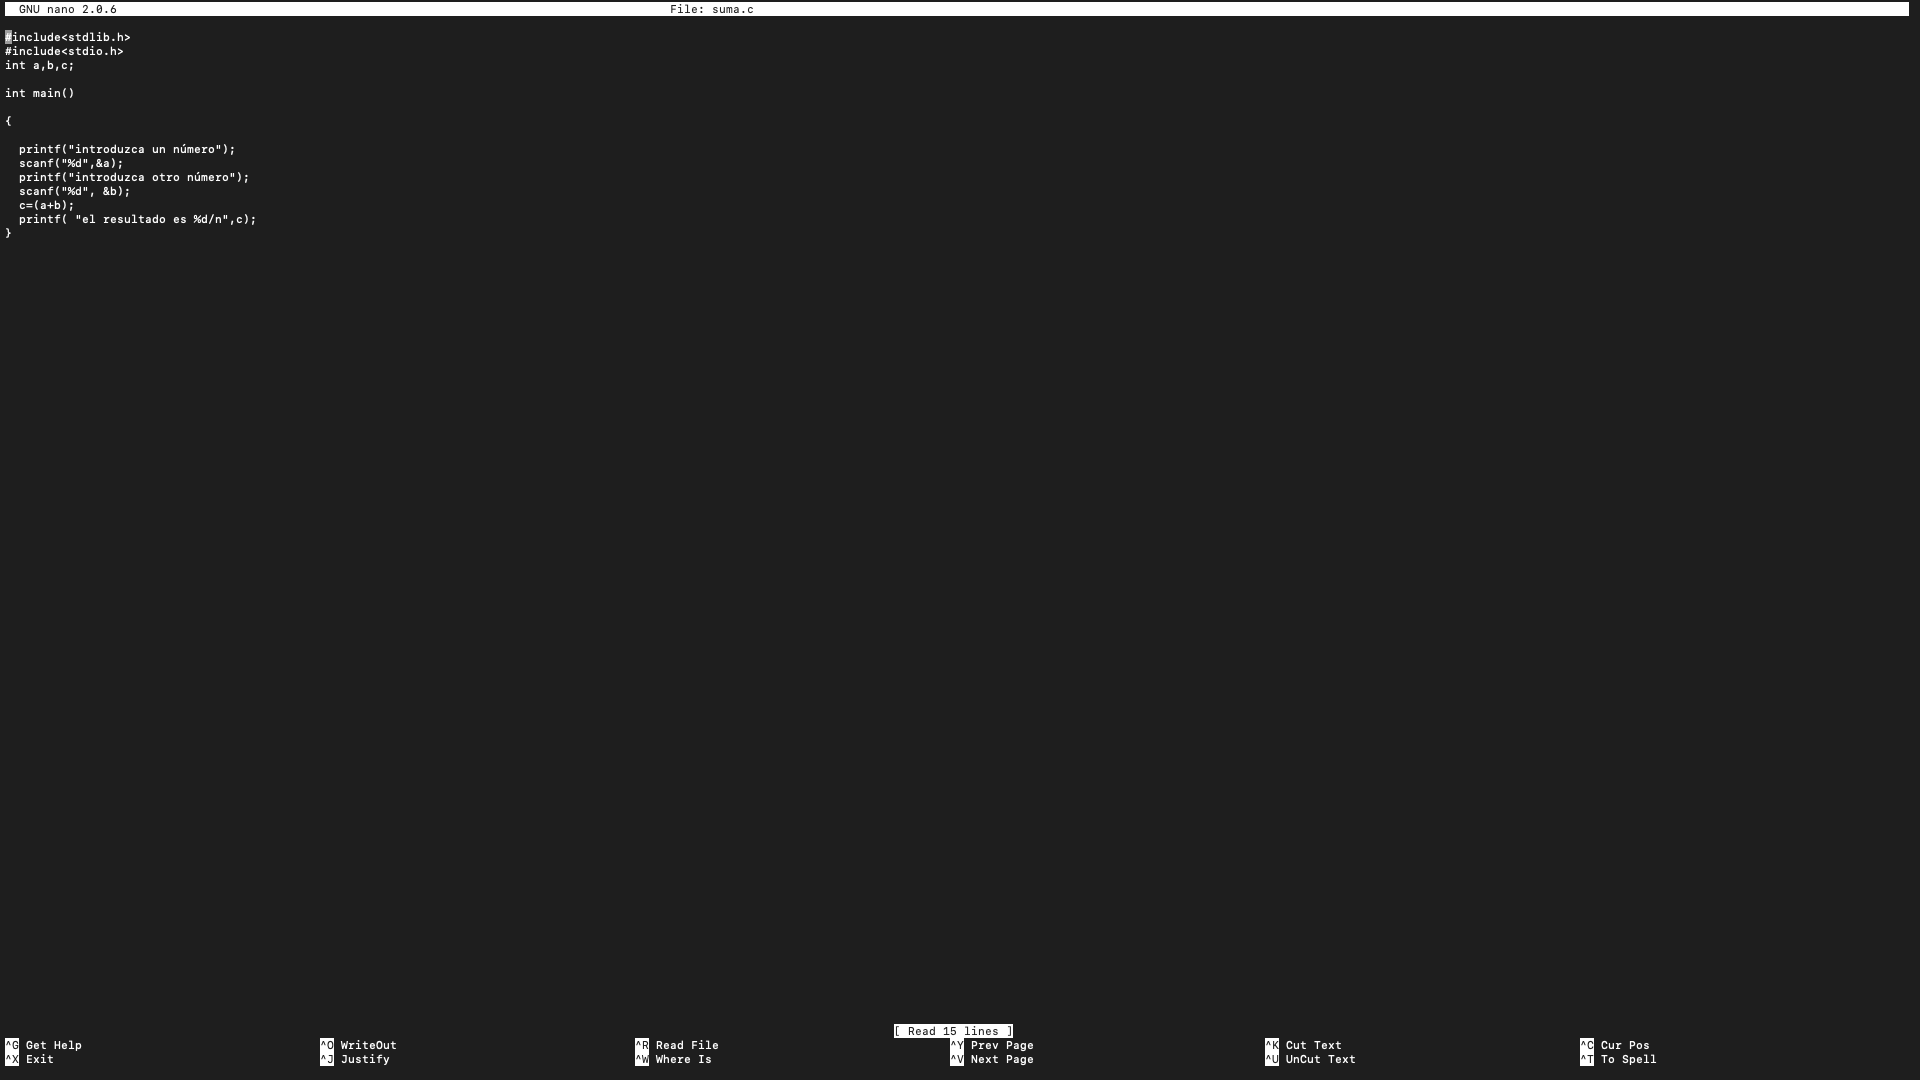 GNU nano 2.0.6 File: suma.c
#include<stdlib.h>
#include<stdio.h>
int a,b,c;
int main()
{
printf("introduzca un número");
scanf("%d",&a);
printf("introduzca otro número");
scanf("%d", &b);
c=(a+b);
printf( "el resultado es %d/n",c);
}
[ Read 15 lines ]
^G Get Help ^O WriteOut ^R Read File ^Y Prev Page ^K Cut Text ^C Cur Pos
^X Exit ^J Justify ^W Where Is ^V Next Page ^U UnCut Text ^T To Spell